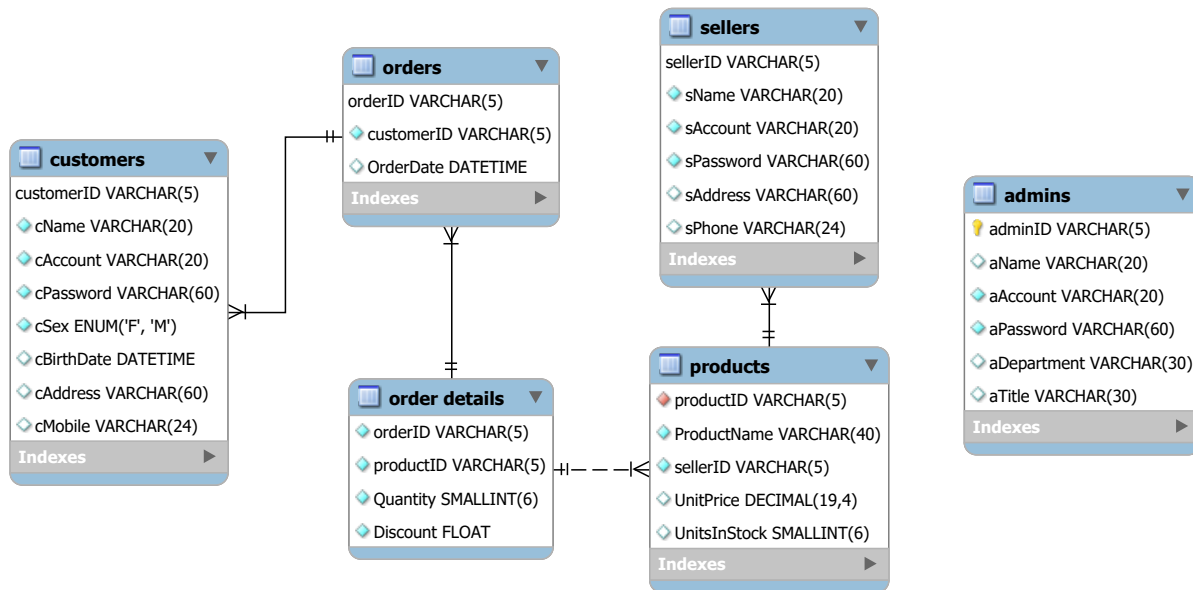 customers
customerID VARCHAR(5)
cName VARCHAR(20)
cAccount VARCHAR(20)
cPassword VARCHAR(60)
cSex ENUM('F', 'M')
cBirthDate DATETIME
cAddress VARCHAR(60)
cMobile VARCHAR(24)
Indexes
orders
orderID VARCHAR(5)
customerID VARCHAR(5)
OrderDate DATETIME
Indexes
order details
orderID VARCHAR(5)
productID VARCHAR(5)
Quantity SMALLINT(6)
Discount FLOAT
sellers
sellerID VARCHAR(5)
sName VARCHAR(20)
sAccount VARCHAR(20)
sPassword VARCHAR(60)
sAddress VARCHAR(60)
sPhone VARCHAR(24)
Indexes
products
productID VARCHAR(5)
ProductName VARCHAR(40)
sellerID VARCHAR(5)
UnitPrice DECIMAL(19,4)
UnitsInStock SMALLINT(6)
Indexes
admins
adminID VARCHAR(5)
aName VARCHAR(20)
aAccount VARCHAR(20)
aPassword VARCHAR(60)
aDepartment VARCHAR(30)
aTitle VARCHAR(30)
Indexes